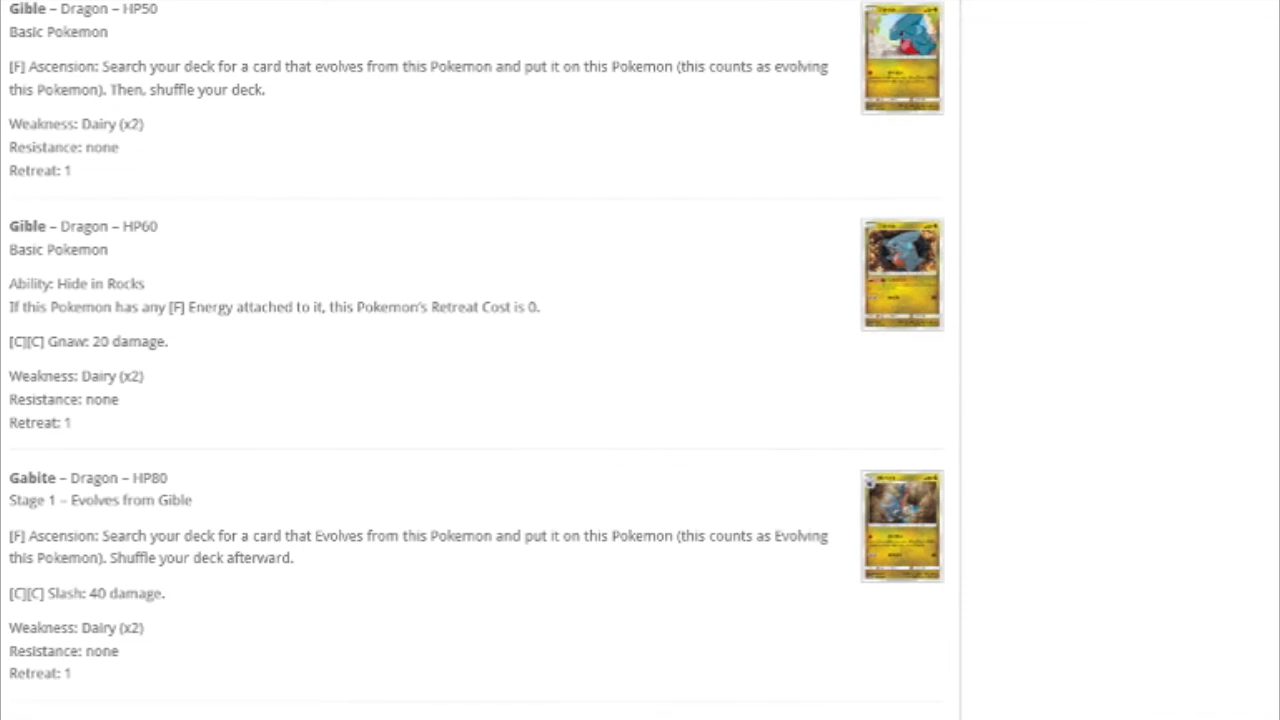 Gible – Dragon – HP50
Basic Pokemon
[F] Ascension: Search your deck for a card that evolves from this Pokemon and put it on this Pokemon (this counts as evolving
this Pokemon). Then, shuffle your deck.
Weakness: Dairy (x2)
Resistance: none
Retreat: 1
Gible – Dragon – HP60
Basic Pokemon
Ability: Hide in Rocks
If this Pokemon has any [F] Energy attached to it, this Pokemon's Retreat Cost is 0.
[C][C] Gnaw: 20 damage.
Weakness: Dairy (x2)
Resistance: none
Retreat: 1
Gabite – Dragon – HP80
Stage 1 – Evolves from Gible
[F] Ascension: Search your deck for a card that Evolves from this Pokemon and put it on this Pokemon (this counts as Evolving
this Pokemon). Shuffle your deck afterward.
[C][C] Slash: 40 damage.
Weakness: Dairy (x2)
Resistance: none
Retreat: 1